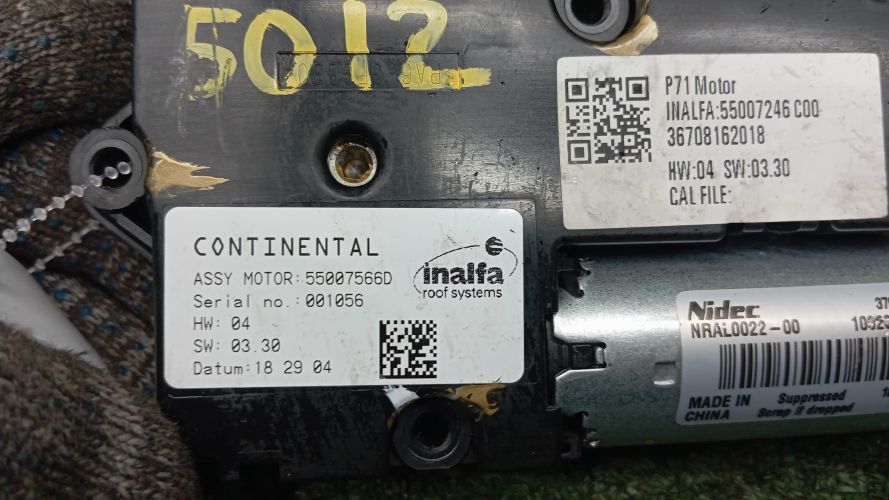 5012
P71 Motor
INALFA:55007246 C00
36708162018
HW:04 SW:03.30
CAL FILE:
CONTINENTAL
ASSY MOTOR:55007566D
Serial no.:001056
HW: 04
SW: 03.30
Datum:18 29 04
inalfa
roof systems
Nidec
NRAL0022-00
MADE IN
CHINA
Suppressed
Scrap if dropped